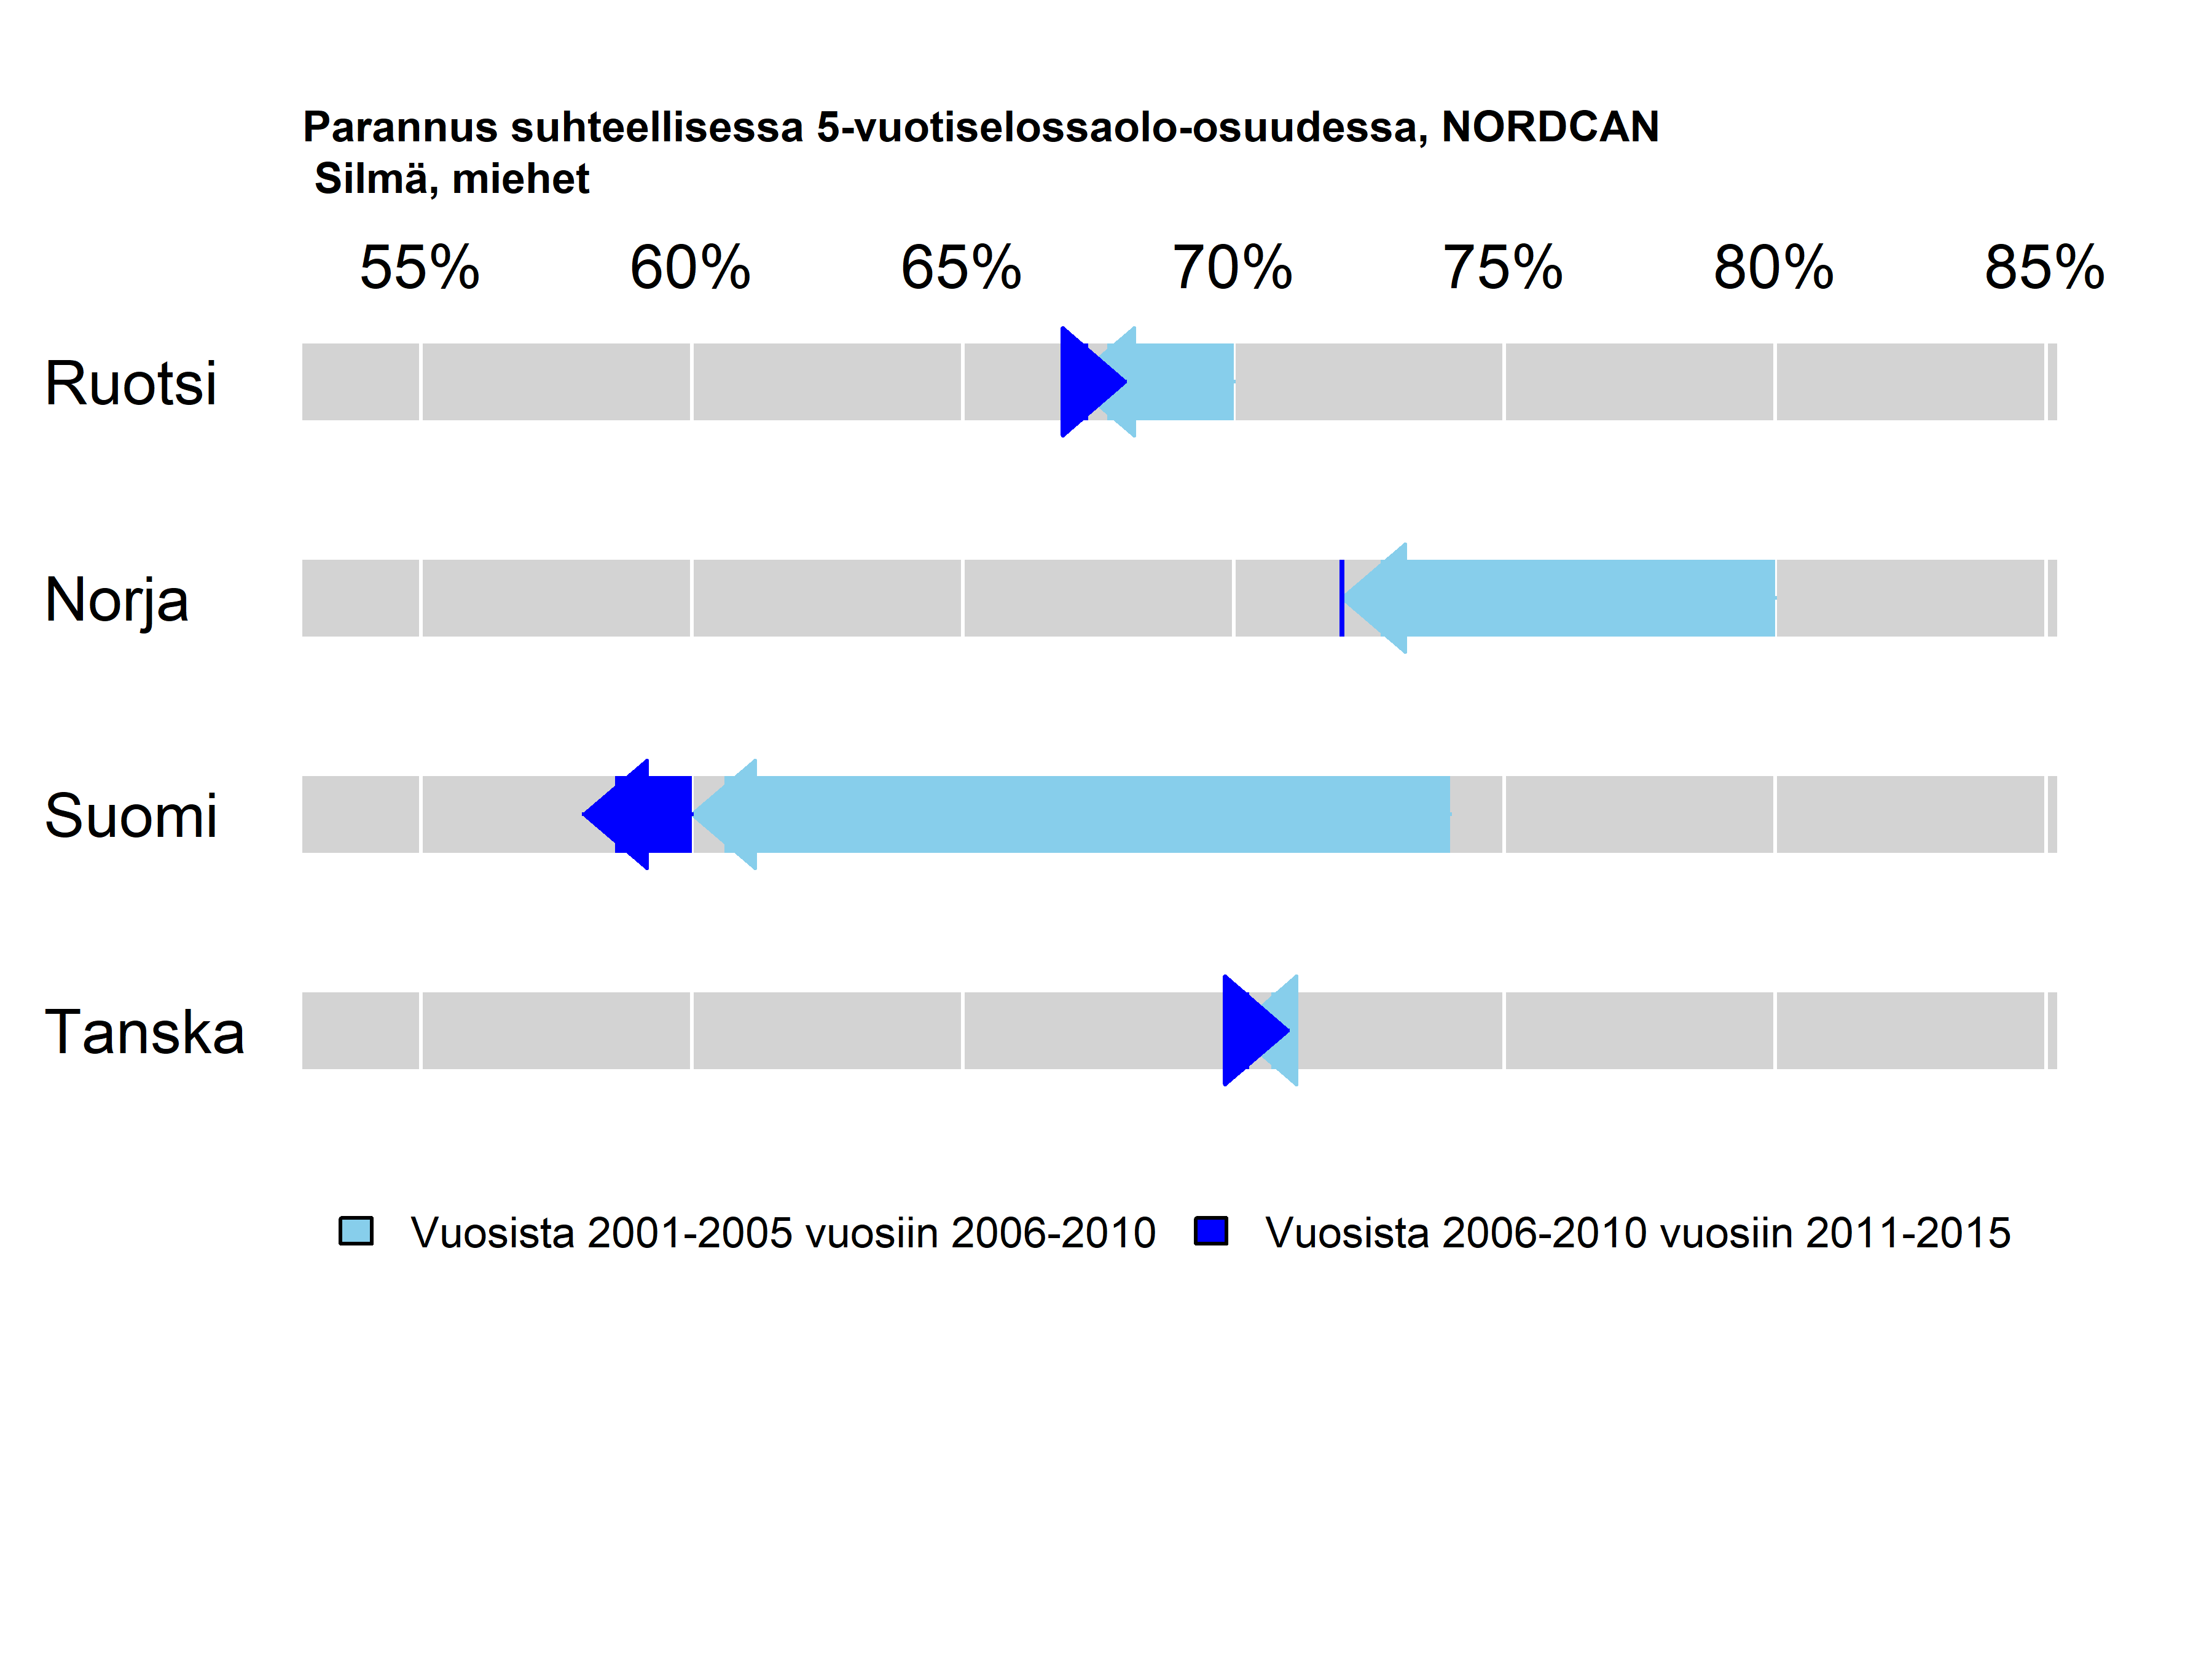 Parannus suhteellisessa 5-vuotiselossaolo-osuudessa, NORDCAN
Silmä, miehet
55% 60% 65% 70% 75% 80% 85%
Ruotsi
Norja
Suomi
Tanska
Vuosista 2001-2005 vuosiin 2006-2010 Vuosista 2006-2010 vuosiin 2011-2015